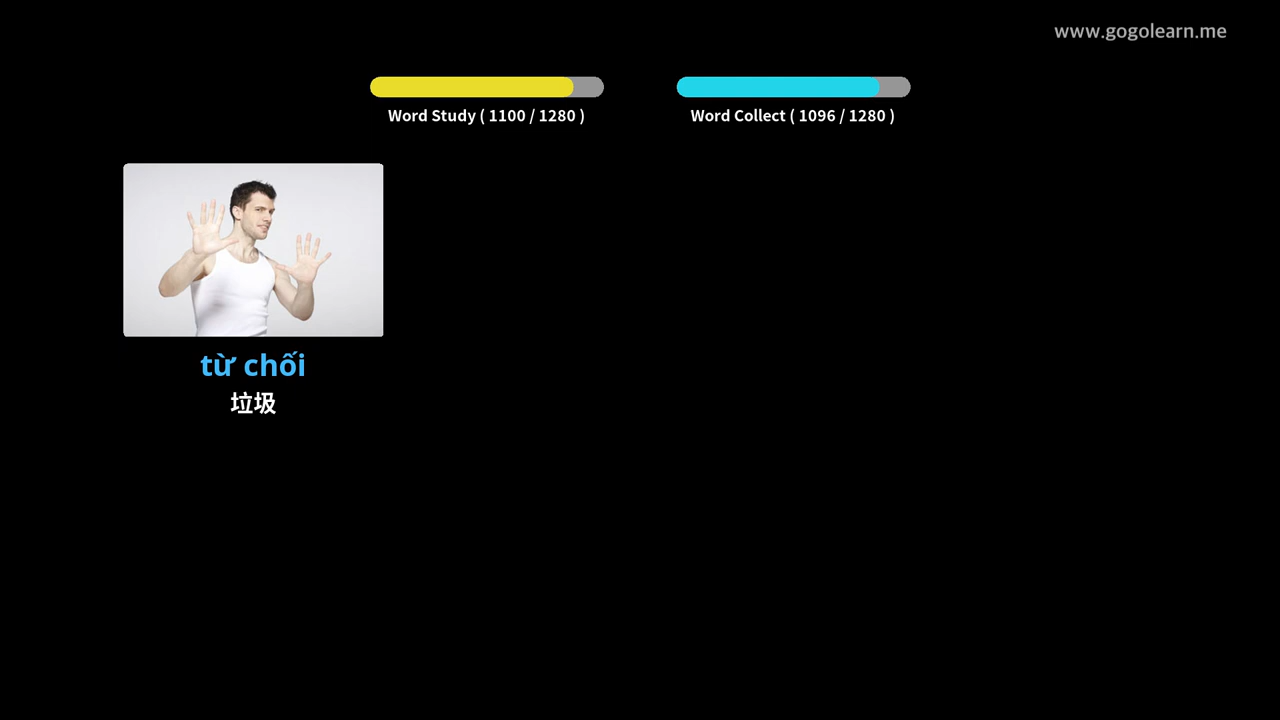 www.gogolearn.me
Word Study ( 1100 / 1280 )
Word Collect ( 1096 / 1280 )
từ chối
垃圾